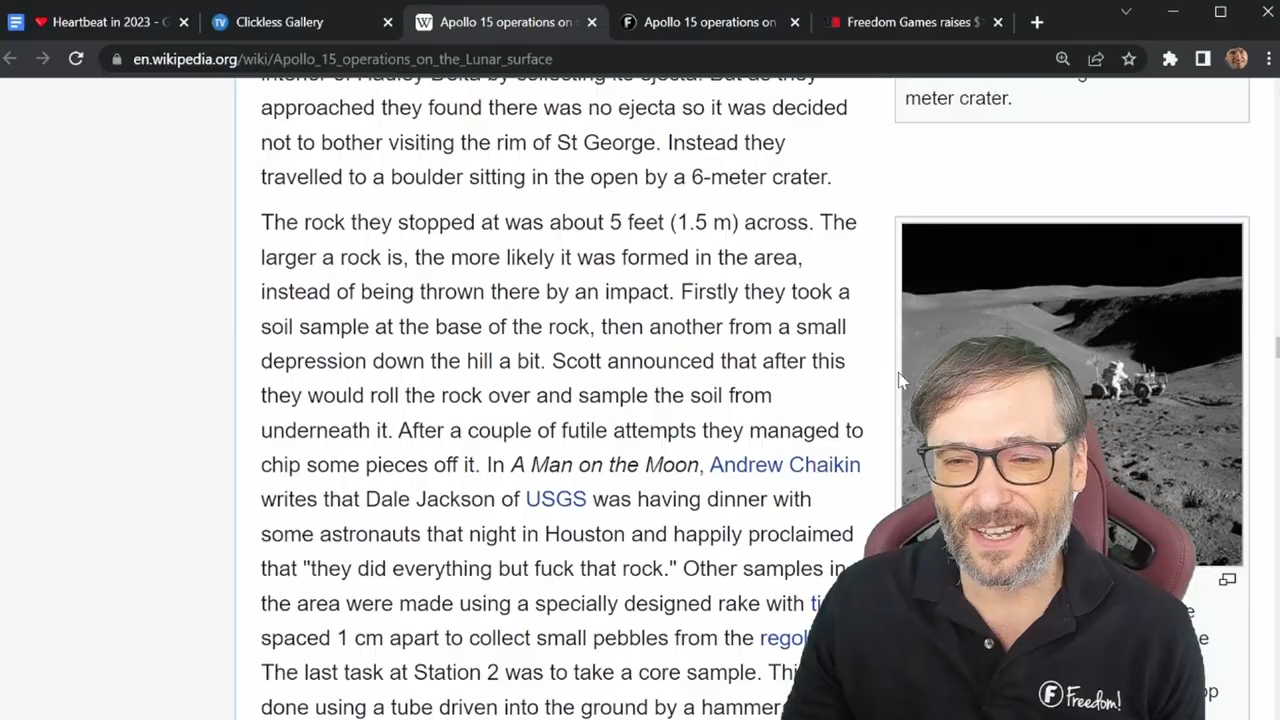 Heartbeat in 2023 - G
Clickless Gallery
Apollo 15 operations on t
Apollo 15 operations on
Freedom Games raises $
en.wikipedia.org/wiki/Apollo_15_operations_on_the_Lunar_surface
interior of Hadley Delta by collecting its ejecta. But as they
approached they found there was no ejecta so it was decided
not to bother visiting the rim of St George. Instead they
travelled to a boulder sitting in the open by a 6-meter crater.
The rock they stopped at was about 5 feet (1.5 m) across. The
larger a rock is, the more likely it was formed in the area,
instead of being thrown there by an impact. Firstly they took a
soil sample at the base of the rock, then another from a small
depression down the hill a bit. Scott announced that after this
they would roll the rock over and sample the soil from
underneath it. After a couple of futile attempts they managed to
chip some pieces off it. In A Man on the Moon, Andrew Chaikin
writes that Dale Jackson of USGS was having dinner with
some astronauts that night in Houston and happily proclaimed
that "they did everything but fuck that rock." Other samples in
the area were made using a specially designed rake with
spaced 1 cm apart to collect small pebbles from the
The last task at Station 2 was to take a core sample.
done using a tube driven into the ground by a hammer
meter crater.
Freedom!